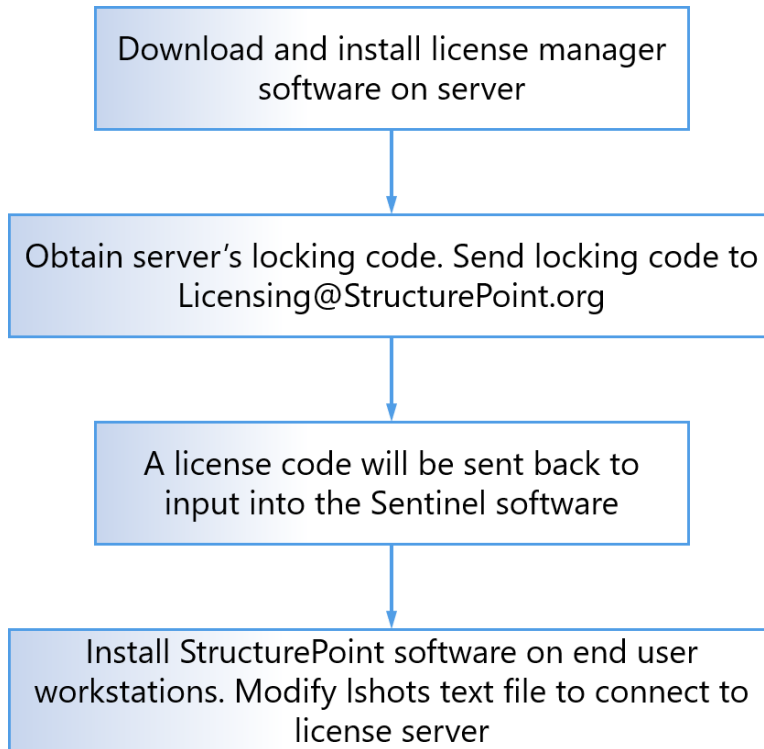 Download and install license manager
software on server
Obtain server’s locking code. Send locking code to
Licensing@StructurePoint.org
A license code will be sent back to
input into the Sentinel software
Install StructurePoint software on end user
workstations. Modify lshots text file to connect to
license server